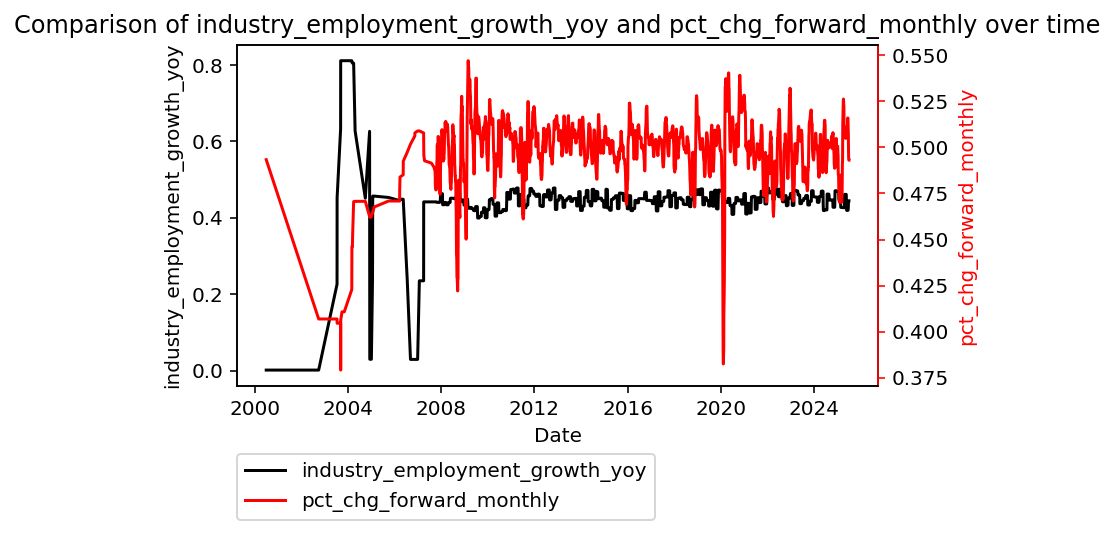 Comparison of industry_employment_growth_yoy and pct_chg_forward_monthly over time
industry_employment_growth_yoy
0.8
0.6
0.4
0.2
0.0
0.550
0.525
0.500
0.475
0.450
0.425
0.400
0.375
pct_chg_forward_monthly
2000 2004 2008 2012 2016 2020 2024
Date
industry_employment_growth_yoy
pct_chg_forward_monthly